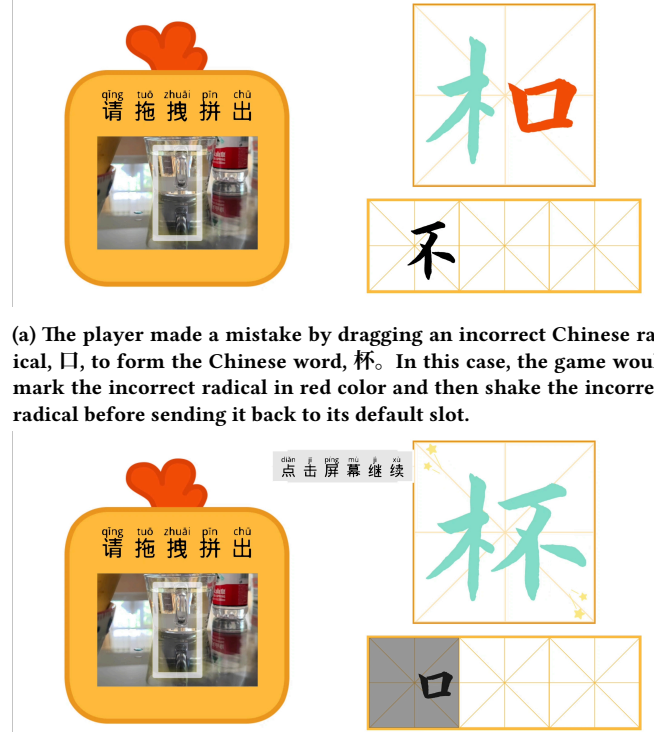 qǐng tuō zhuāi pīn chū
请拖拽拼出
木口
不
(a) The player made a mistake by dragging an incorrect Chinese ra
ical, 口, to form the Chinese word, 杯。In this case, the game woul
mark the incorrect radical in red color and then shake the incorre
radical before sending it back to its default slot.
diǎn jī píng mù jì xù
点击屏幕继续
qǐng tuō zhuāi pīn chū
请拖拽拼出
杯
口